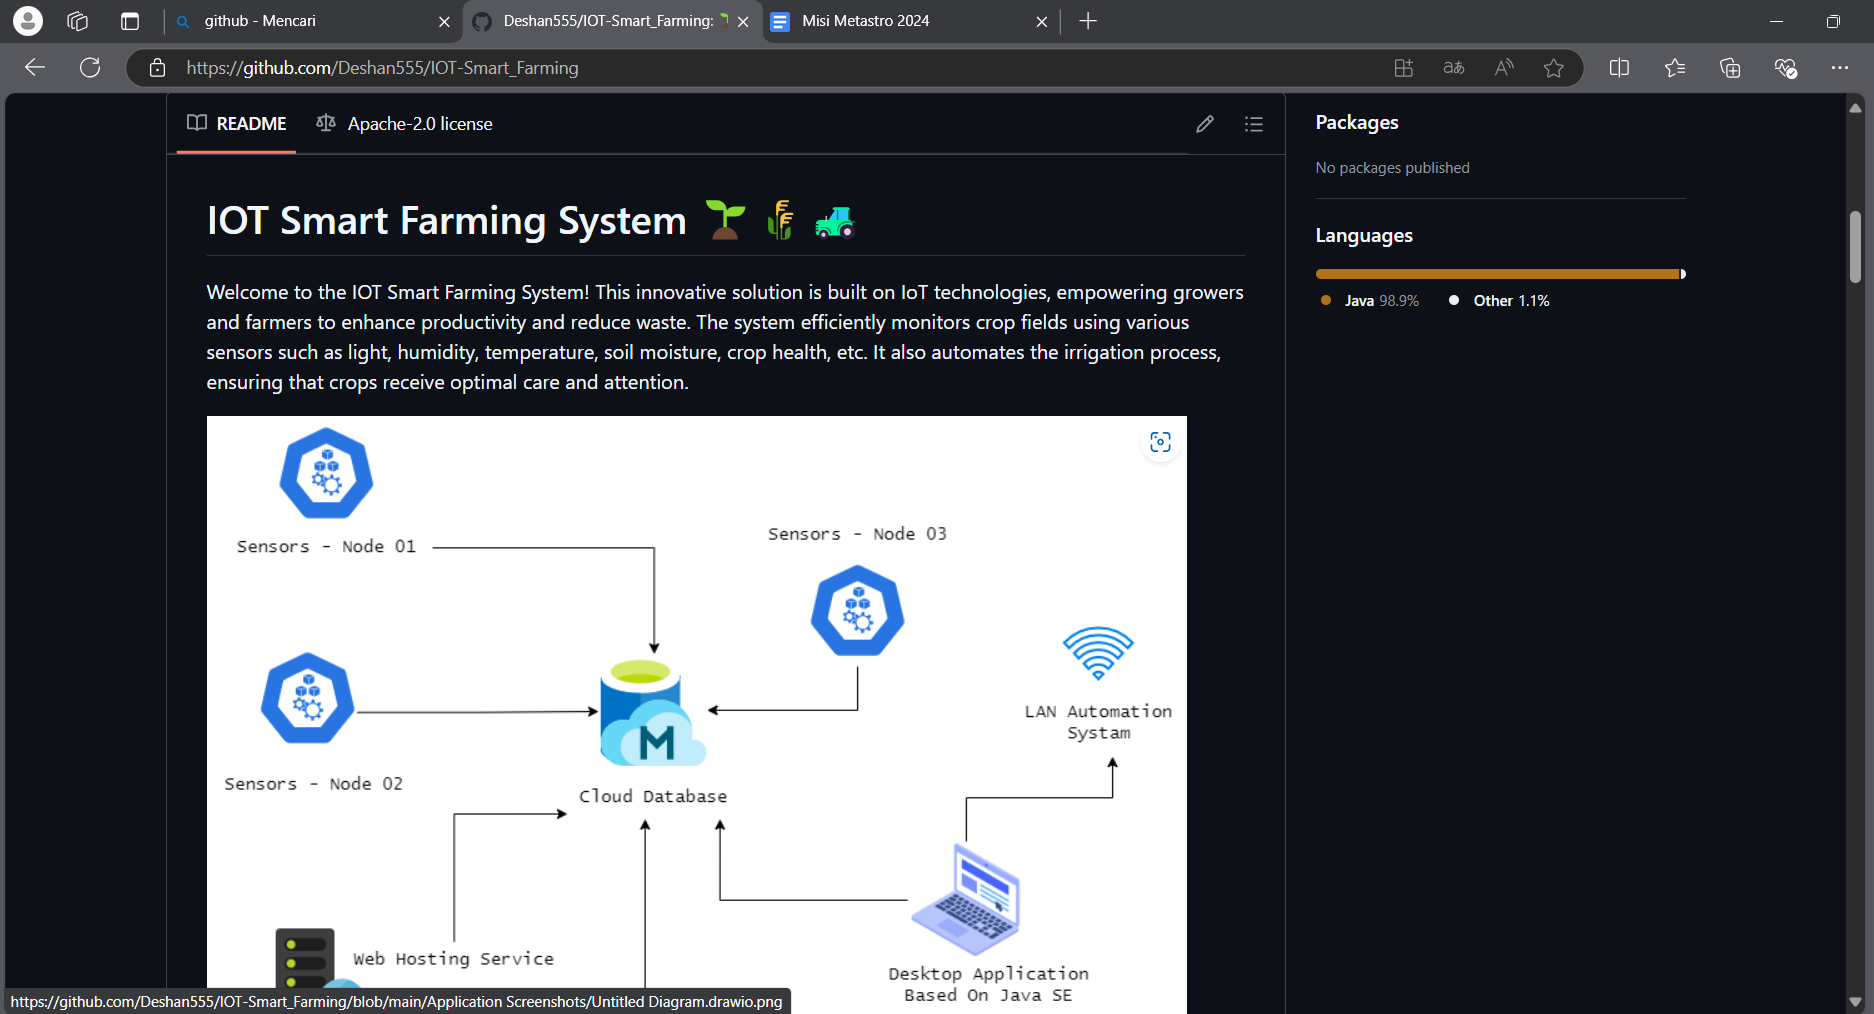 github - Mencari
Deshan555/IOT-Smart_Farming:
Misi Metastro 2024
https://github.com/Deshan555/IOT-Smart_Farming
README
Apache-2.0 license
IOT Smart Farming System
Welcome to the IOT Smart Farming System! This innovative solution is built on IoT technologies, empowering growers
and farmers to enhance productivity and reduce waste. The system efficiently monitors crop fields using various
sensors such as light, humidity, temperature, soil moisture, crop health, etc. It also automates the irrigation process,
ensuring that crops receive optimal care and attention.
Sensors - Node 01
Sensors - Node 03
LAN Automation
Systam
Sensors - Node 02
M
Cloud Database
Web Hosting Service
Desktop Application
Based On Java SE
Packages
No packages published
Languages
Java 98.9%
Other 1.1%
https://github.com/Deshan555/IOT-Smart_Farming/blob/main/Application Screenshots/Untitled Diagram.drawio.png